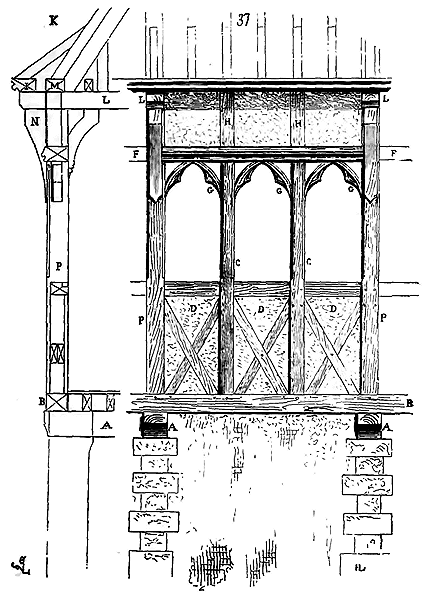 K 37
I M
L L L
N
H H
F F
G G G
P C C
D D D
P P
B B
A A A